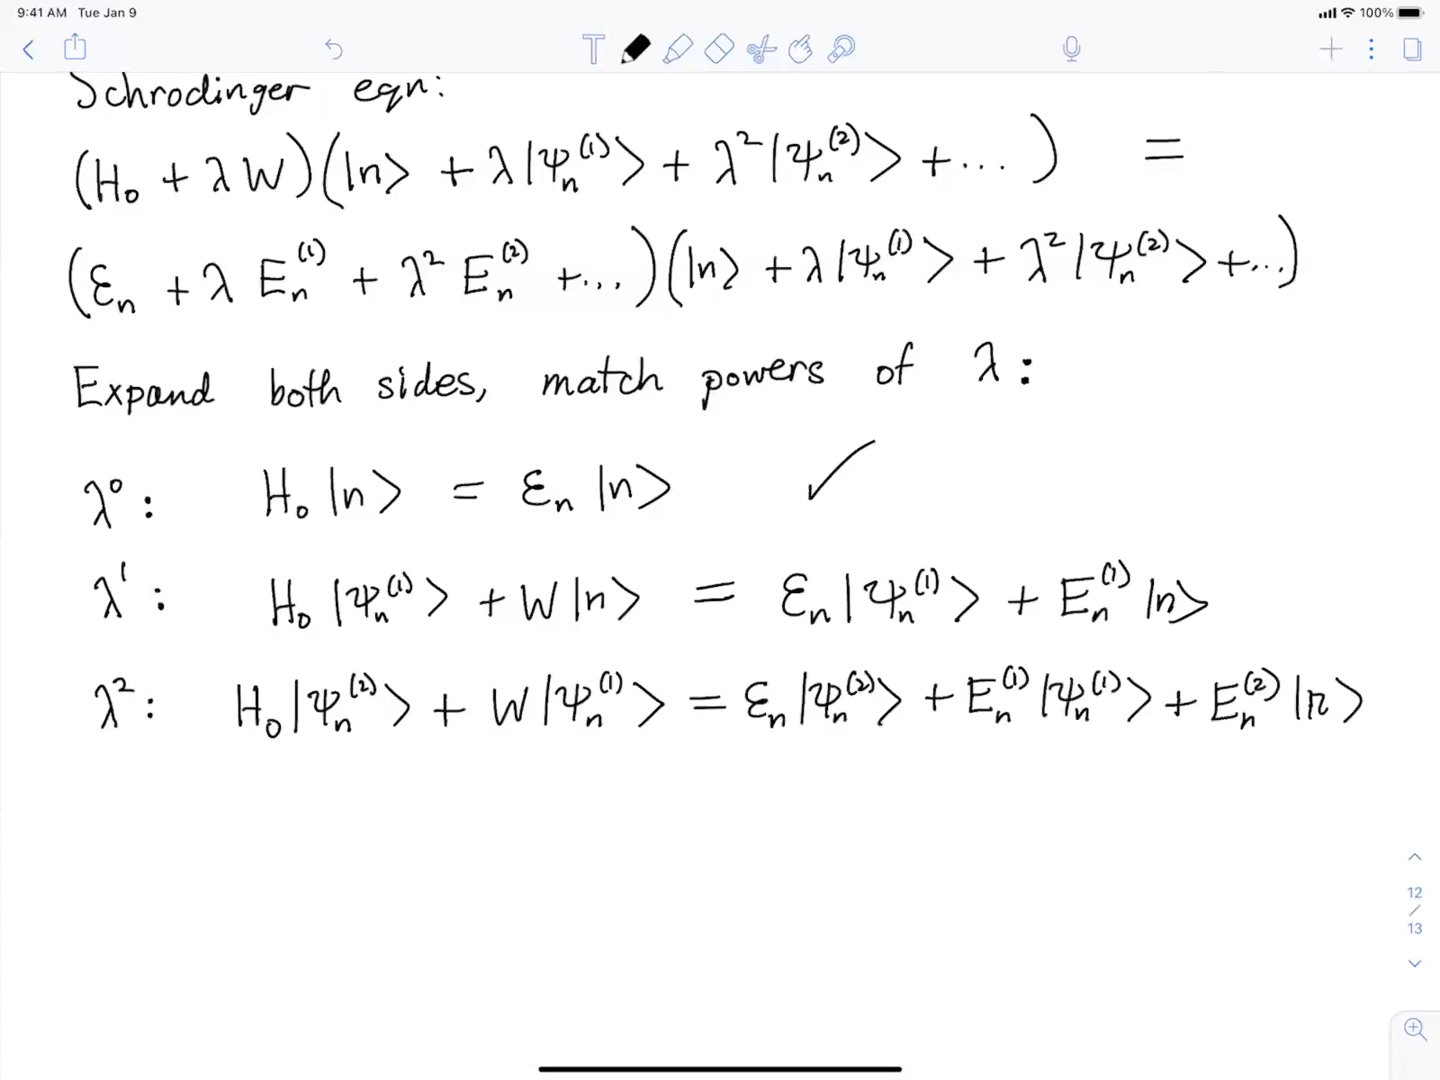 9:41 AM Tue Jan 9 100%
T
Schrodinger eqn:
(H₀ + λW)(|n⟩ + λ|ψₙ⁽¹⁾⟩ + λ²|ψₙ⁽²⁾⟩ + ...) =
(εₙ + λEₙ⁽¹⁾ + λ²Eₙ⁽²⁾ + ...)(|n⟩ + λ|ψₙ⁽¹⁾⟩ + λ²|ψₙ⁽²⁾⟩ + ...)
Expand both sides, match powers of λ:
λ⁰: H₀|n⟩ = εₙ|n⟩ ✓
λ¹: H₀|ψₙ⁽¹⁾⟩ + W|n⟩ = εₙ|ψₙ⁽¹⁾⟩ + Eₙ⁽¹⁾|n⟩
λ²: H₀|ψₙ⁽²⁾⟩ + W|ψₙ⁽¹⁾⟩ = εₙ|ψₙ⁽²⁾⟩ + Eₙ⁽¹⁾|ψₙ⁽¹⁾⟩ + Eₙ⁽²⁾|n⟩
12
/
13